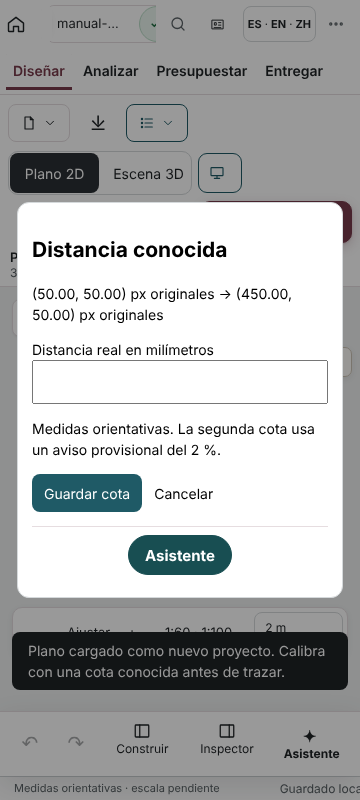 manual-...
ES · EN · ZH
Diseñar Analizar Presupuestar Entregar
Plano 2D Escena 3D
Distancia conocida
(50.00, 50.00) px originales → (450.00,
50.00) px originales
Distancia real en milímetros
Medidas orientativas. La segunda cota usa
un aviso provisional del 2 %.
Guardar cota Cancelar
Asistente
Ajustar 1:60 1:100 2 m
Plano cargado como nuevo proyecto. Calibra
con una cota conocida antes de trazar.
Construir Inspector Asistente
Medidas orientativas · escala pendiente Guardado loca